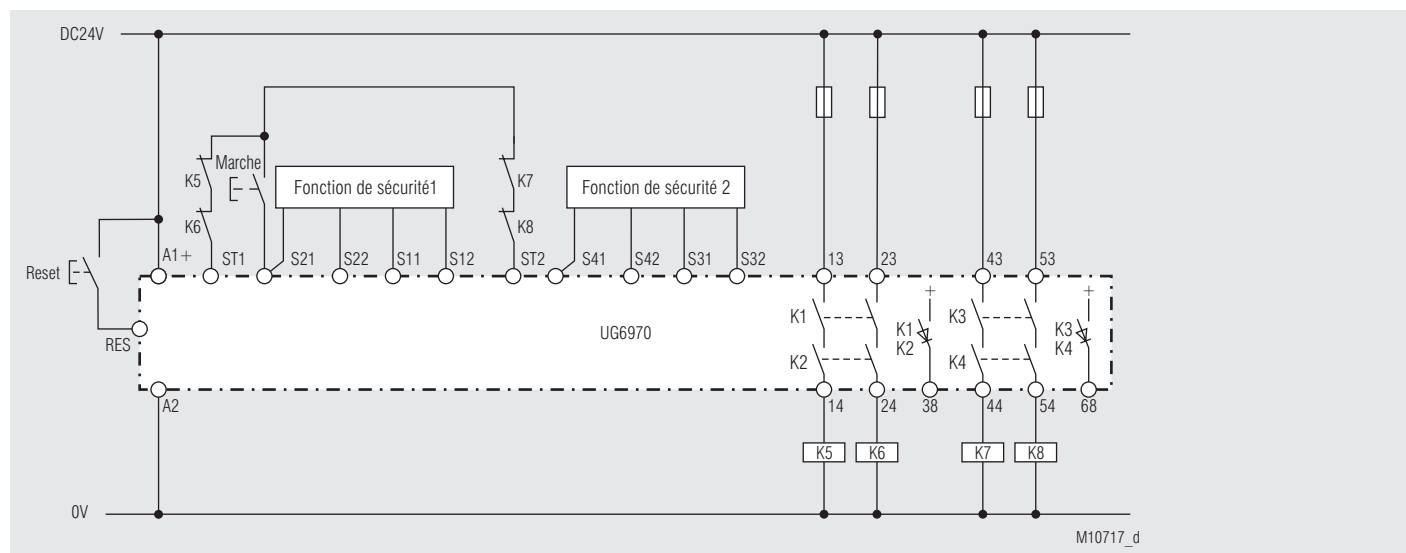 DC24V
Marche
K5
K6
Fonction de sécurité1
K7
K8
Fonction de sécurité 2
Reset
A1+
ST1
S21
S22
S11
S12
ST2
S41
S42
S31
S32
13
23
43
53
RES
UG6970
K1
K2
+
K1
K2
K3
K4
+
K3
K4
A2
14
24
38
44
54
68
K5
K6
K7
K8
0V
M10717_d